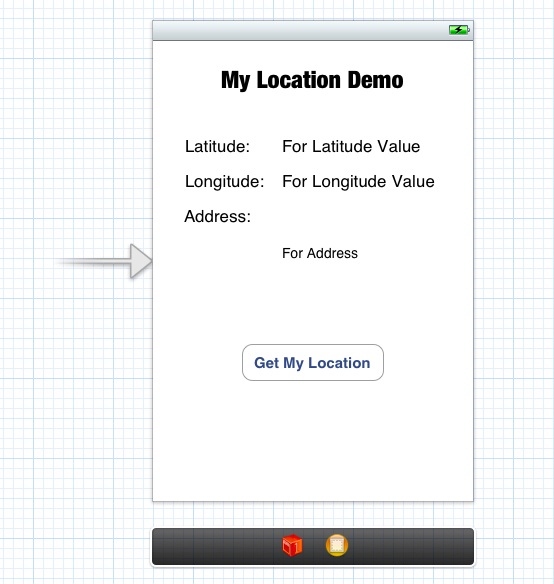 My Location Demo
Latitude: For Latitude Value
Longitude: For Longitude Value
Address:
For Address
Get My Location